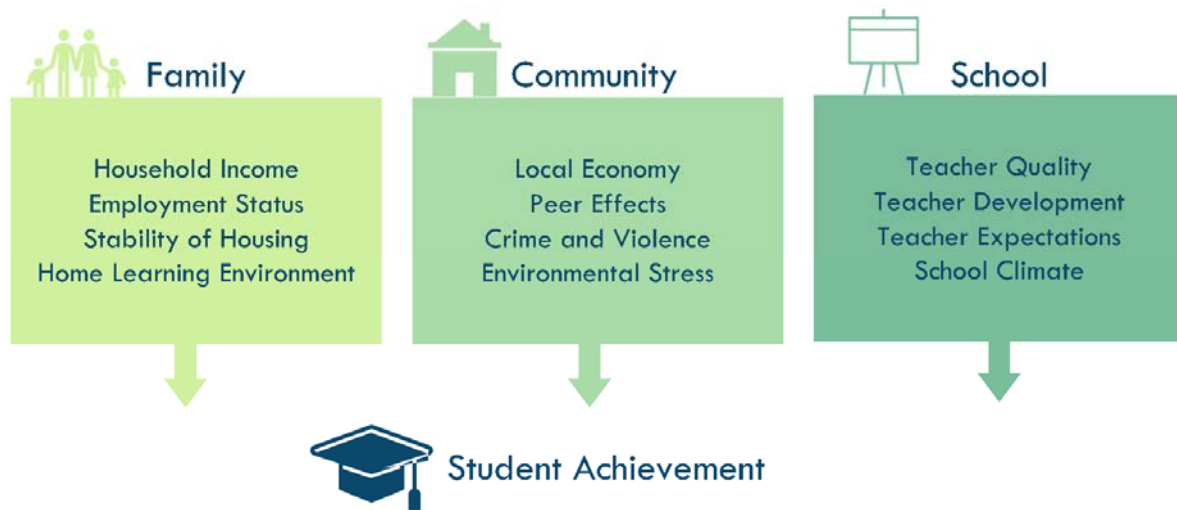 Family
Household Income
Employment Status
Stability of Housing
Home Learning Environment
Community
Local Economy
Peer Effects
Crime and Violence
Environmental Stress
School
Teacher Quality
Teacher Development
Teacher Expectations
School Climate
Student Achievement